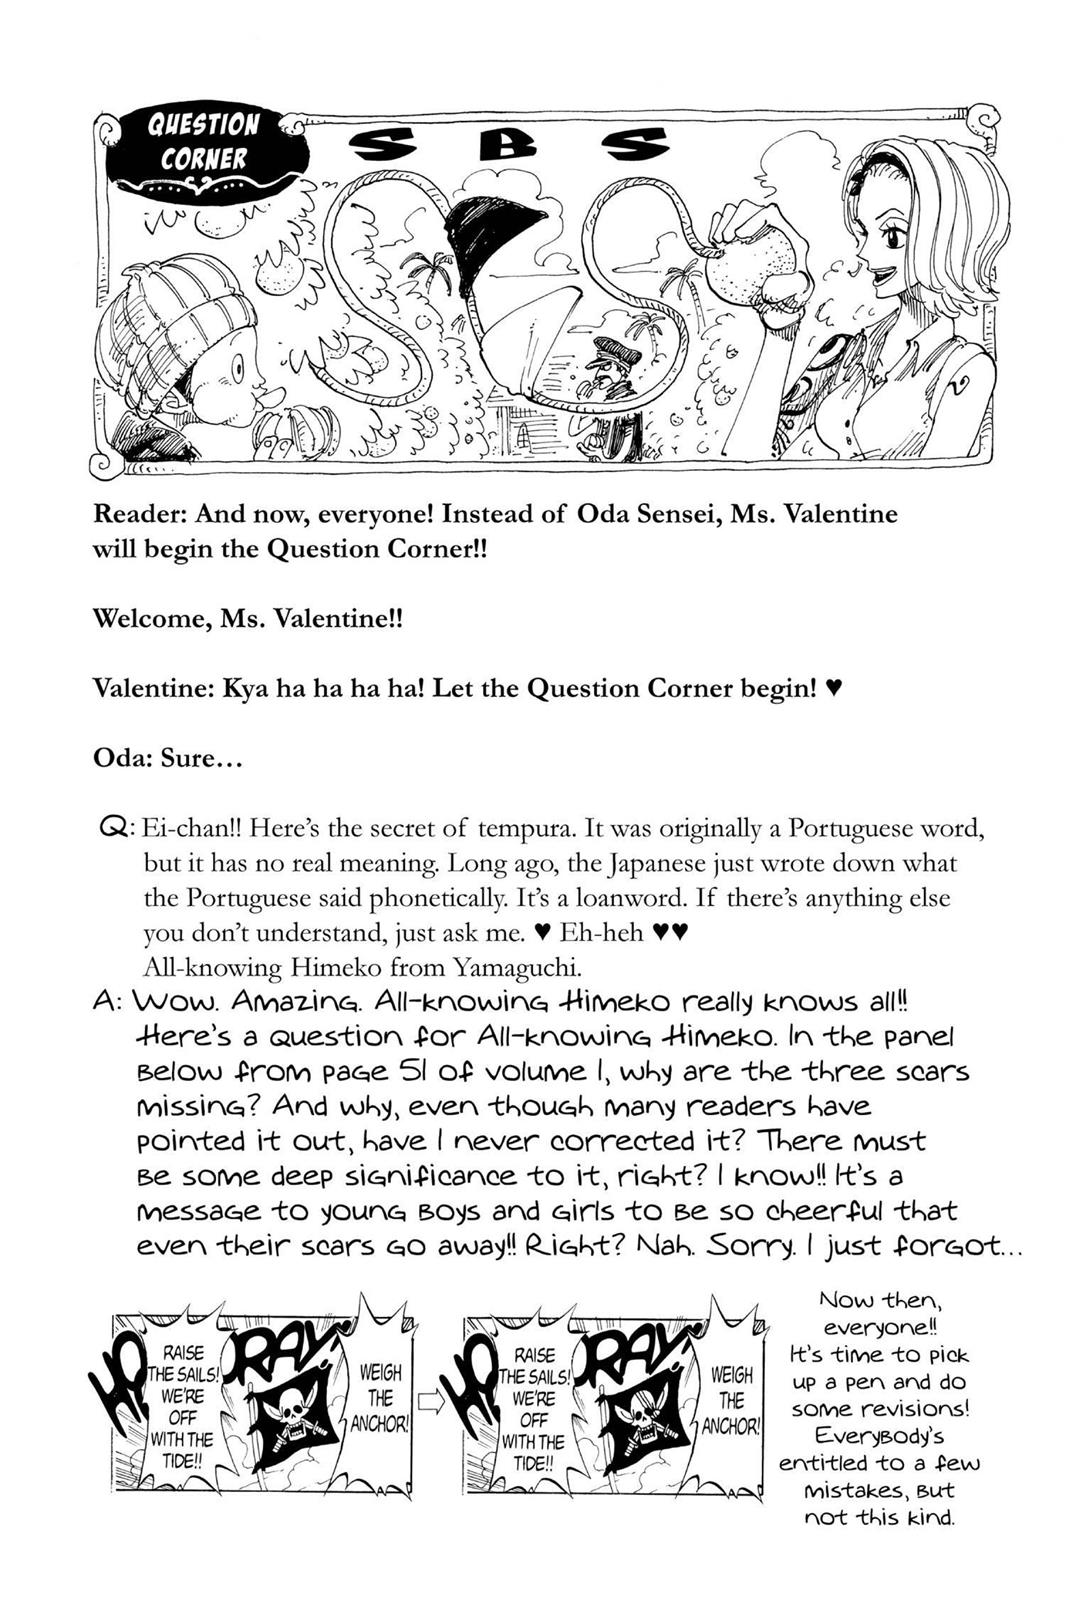 QUESTION
CORNER
S B S
Reader: And now, everyone! Instead of Oda Sensei, Ms. Valentine
will begin the Question Corner!!
Welcome, Ms. Valentine!!
Valentine: Kya ha ha ha ha! Let the Question Corner begin! ♥
Oda: Sure...
Q: Ei-chan!! Here's the secret of tempura. It was originally a Portuguese word,
but it has no real meaning. Long ago, the Japanese just wrote down what
the Portuguese said phonetically. It's a loanword. If there's anything else
you don't understand, just ask me. ♥ Eh-heh ♥♥
All-knowing Himeko from Yamaguchi.
A: Wow. Amazing. All-knowing Himeko really knows all!!
Here's a question for All-knowing Himeko. In the panel
below from page 51 of volume 1, why are the three scars
missing? And why, even though many readers have
pointed it out, have I never corrected it? There must
be some deep significance to it, right? I know!! It's a
message to young boys and girls to be so cheerful that
even their scars go away!! Right? Nah. Sorry. I just forgot...
HO
RAISE
THE SAILS!
WE'RE
OFF
WITH THE
TIDE!!
ORAY!
WEIGH
THE
ANCHOR!
HO
RAISE
THE SAILS!
WE'RE
OFF
WITH THE
TIDE!!
ORAY!
WEIGH
THE
ANCHOR!
Now then,
everyone!!
It's time to pick
up a pen and do
some revisions!
Everybody's
entitled to a few
mistakes, but
not this kind.